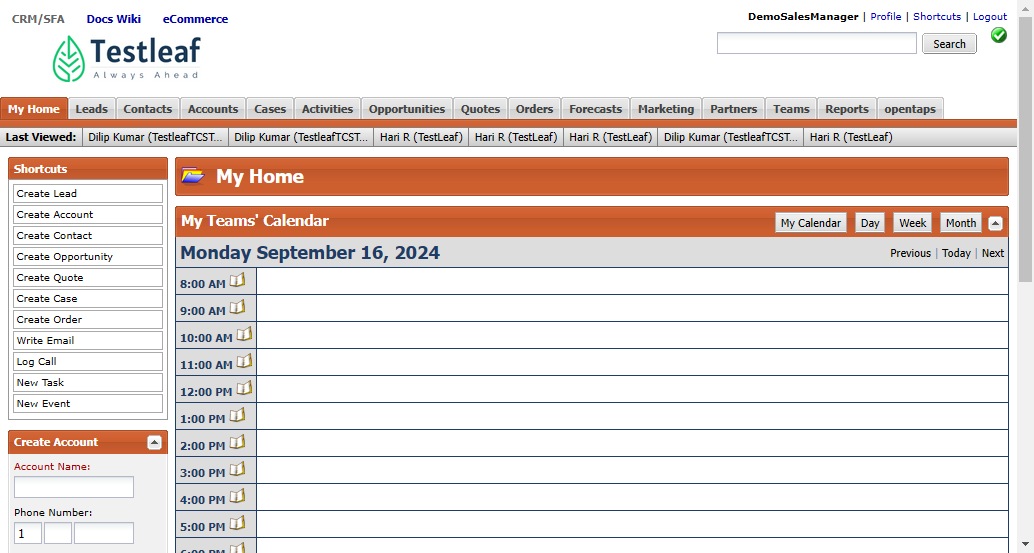 CRM/SFA Docs Wiki eCommerce
DemoSalesManager | Profile | Shortcuts | Logout
Testleaf
Always Ahead
Search
My Home Leads Contacts Accounts Cases Activities Opportunities Quotes Orders Forecasts Marketing Partners Teams Reports opentaps
Last Viewed: Dilip Kumar (TestleafTCST... Dilip Kumar (TestleafTCST... Hari R (TestLeaf) Hari R (TestLeaf) Hari R (TestLeaf) Dilip Kumar (TestleafTCST... Hari R (TestLeaf)
Shortcuts
Create Lead
Create Account
Create Contact
Create Opportunity
Create Quote
Create Case
Create Order
Write Email
Log Call
New Task
New Event
Create Account
Account Name:
Phone Number:
1
My Home
My Teams' Calendar My Calendar Day Week Month
Monday September 16, 2024 Previous | Today | Next
8:00 AM
9:00 AM
10:00 AM
11:00 AM
12:00 PM
1:00 PM
2:00 PM
3:00 PM
4:00 PM
5:00 PM
6:00 PM